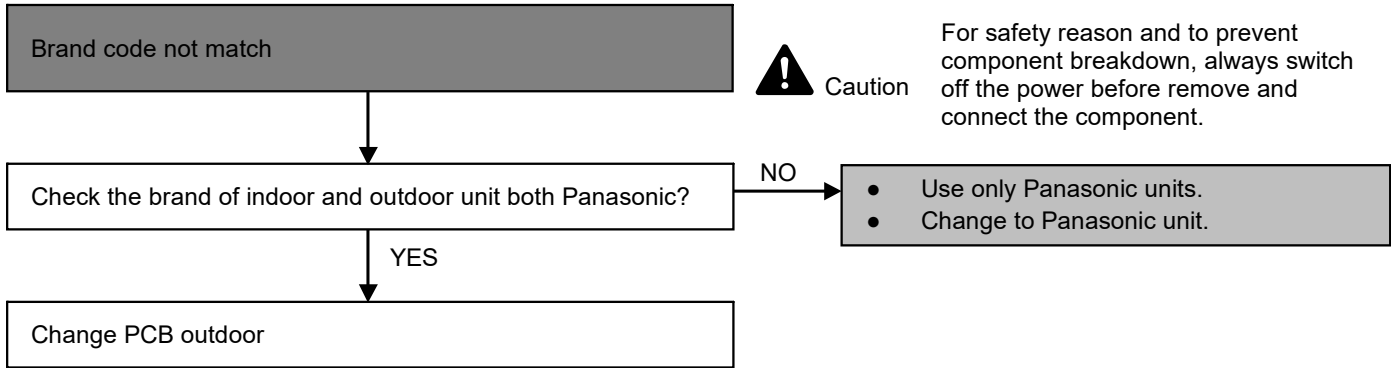 Brand code not match
Caution
For safety reason and to prevent
component breakdown, always switch
off the power before remove and
connect the component.
Check the brand of indoor and outdoor unit both Panasonic?
NO
● Use only Panasonic units.
● Change to Panasonic unit.
YES
Change PCB outdoor